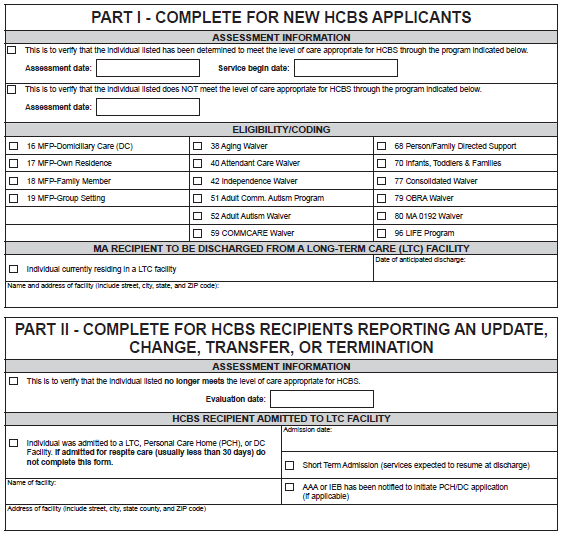 PART I - COMPLETE FOR NEW HCBS APPLICANTS
ASSESSMENT INFORMATION
This is to verify that the individual listed has been determined to meet the level of care appropriate for HCBS through the program indicated below.
Assessment date: Service begin date:
This is to verify that the individual listed does NOT meet the level of care appropriate for HCBS through the program indicated below.
Assessment date:
ELIGIBILITY/CODING
16 MFP-Domiciliary Care (DC) 38 Aging Waiver 68 Person/Family Directed Support
17 MFP-Own Residence 40 Attendant Care Waiver 70 Infants, Toddlers & Families
18 MFP-Family Member 42 Independence Waiver 77 Consolidated Waiver
19 MFP-Group Setting 51 Adult Comm. Autism Program 79 OBRA Waiver
52 Adult Autism Waiver 80 MA 0192 Waiver
59 COMMCARE Waiver 96 LIFE Program
MA RECIPIENT TO BE DISCHARGED FROM A LONG-TERM CARE (LTC) FACILITY
Individual currently residing in a LTC facility
Date of anticipated discharge:
Name and address of facility (include street, city, state, and ZIP code):
PART II - COMPLETE FOR HCBS RECIPIENTS REPORTING AN UPDATE,
CHANGE, TRANSFER, OR TERMINATION
ASSESSMENT INFORMATION
This is to verify that the individual listed no longer meets the level of care appropriate for HCBS.
Evaluation date:
HCBS RECIPIENT ADMITTED TO LTC FACILITY
Individual was admitted to a LTC, Personal Care Home (PCH), or DC
Facility. If admitted for respite care (usually less than 30 days) do
not complete this form.
Admission date:
Short Term Admission (services expected to resume at discharge)
Name of facility:
AAA or IEB has been notified to initiate PCH/DC application
(if applicable)
Address of facility (include street, city, state county, and ZIP code)